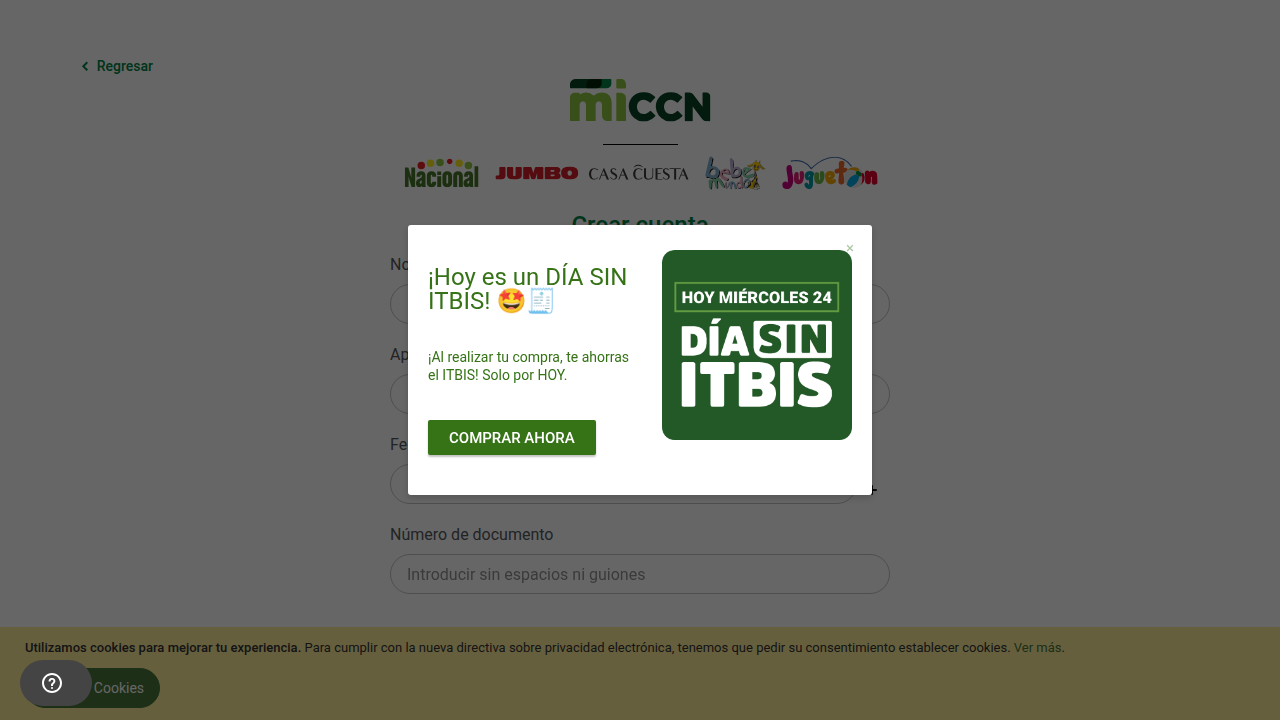 Regresar
miCCN
Nacional JUMBO CASA CUESTA bebé mundo Juguetón
Crear cuenta
¡Hoy es un DÍA SIN
ITBIS! 🤩🧾
¡Al realizar tu compra, te ahorras
el ITBIS! Solo por HOY.
COMPRAR AHORA
×
HOY MIÉRCOLES 24
DÍA SIN
ITBIS
No
Ap
Fe
Número de documento
Introducir sin espacios ni guiones
Utilizamos cookies para mejorar tu experiencia. Para cumplir con la nueva directiva sobre privacidad electrónica, tenemos que pedir su consentimiento establecer cookies. Ver más.
Cookies